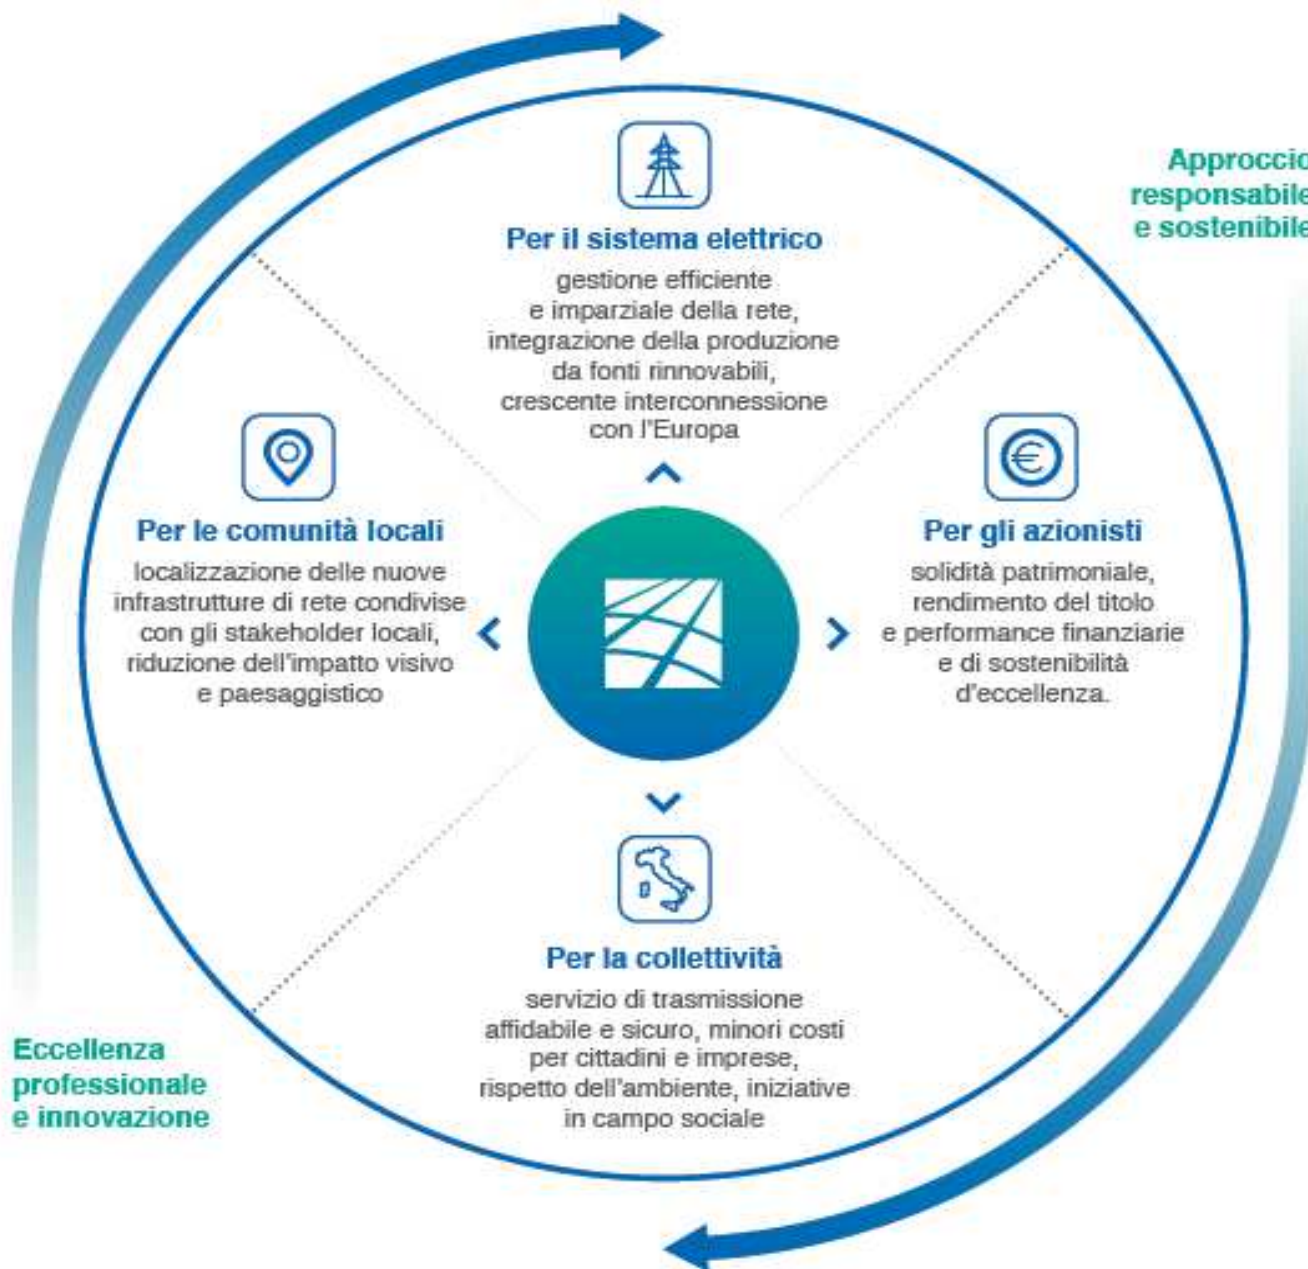 Approccio
responsabile
e sostenibile
Per il sistema elettrico
gestione efficiente
e imparziale della rete,
integrazione della produzione
da fonti rinnovabili,
crescente interconnessione
con l'Europa
Per le comunità locali
localizzazione delle nuove
infrastrutture di rete condivise
con gli stakeholder locali,
riduzione dell'impatto visivo
e paesaggistico
Per gli azionisti
solidità patrimoniale,
rendimento del titolo
e performance finanziarie
e di sostenibilità
d'eccellenza.
Per la collettività
servizio di trasmissione
affidabile e sicuro, minori costi
per cittadini e imprese,
rispetto dell'ambiente, iniziative
in campo sociale
Eccellenza
professionale
e innovazione